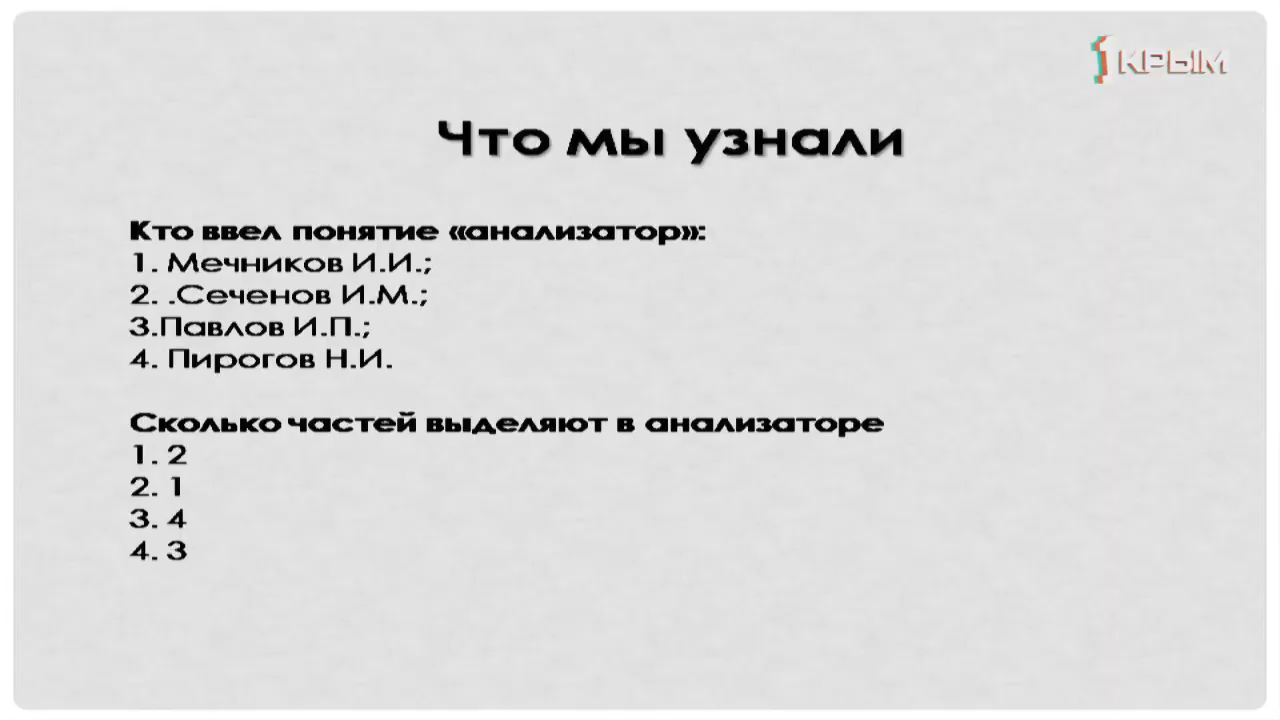 1 КРЫМ
Что мы узнали
Кто ввел понятие «анализатор»:
1. Мечников И.И.;
2. .Сеченов И.М.;
3.Павлов И.П.;
4. Пирогов Н.И.
Сколько частей выделяют в анализаторе
1. 2
2. 1
3. 4
4. 3